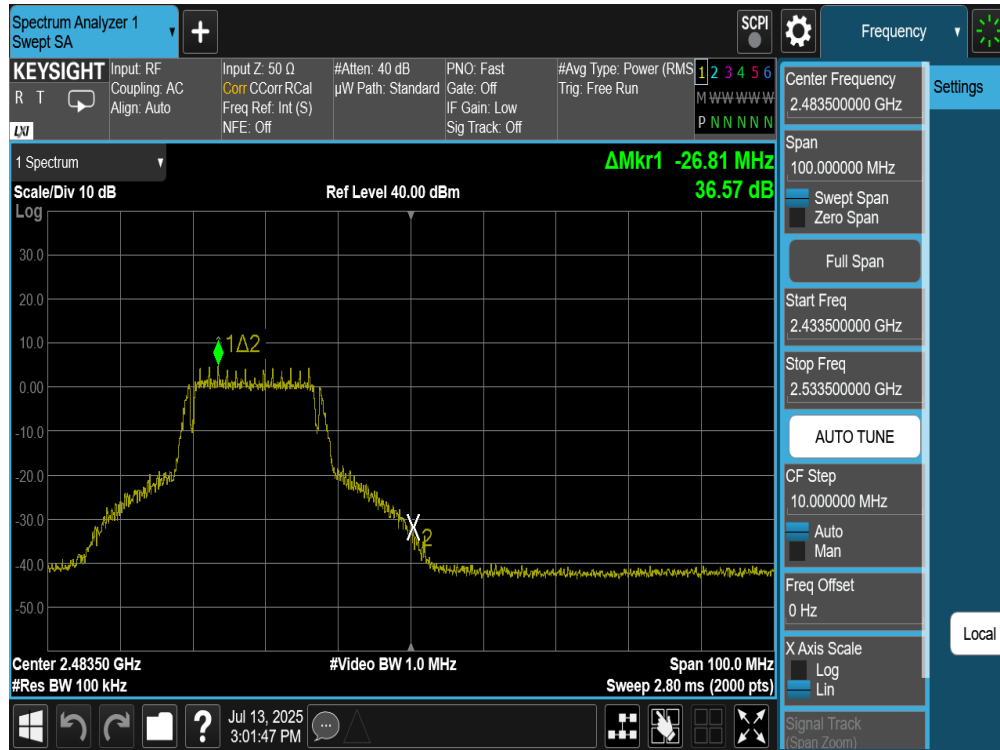 Spectrum Analyzer 1
Swept SA
+
SCPI
Frequency
KEYSIGHT
R T
LXI
Input: RF
Coupling: AC
Align: Auto
Input Z: 50 Ω
Corr CCorr RCal
Freq Ref: Int (S)
NFE: Off
#Atten: 40 dB
µW Path: Standard
PNO: Fast
Gate: Off
IF Gain: Low
Sig Track: Off
#Avg Type: Power (RMS
Trig: Free Run
1 2 3 4 5 6
M W W W W W
P N N N N N
1 Spectrum
Scale/Div 10 dB
Ref Level 40.00 dBm
ΔMkr1 -26.81 MHz
36.57 dB
Log
30.0
20.0
10.0
0.00
-10.0
-20.0
-30.0
-40.0
-50.0
1Δ2
X2
Center 2.48350 GHz
#Video BW 1.0 MHz
Span 100.0 MHz
#Res BW 100 kHz
Sweep 2.80 ms (2000 pts)
Center Frequency
2.483500000 GHz
Span
100.000000 MHz
Swept Span
Zero Span
Full Span
Start Freq
2.433500000 GHz
Stop Freq
2.533500000 GHz
AUTO TUNE
CF Step
10.000000 MHz
Auto
Man
Freq Offset
0 Hz
X Axis Scale
Log
Lin
Signal Track
(Span Zoom)
Settings
Local
?
Jul 13, 2025
3:01:47 PM